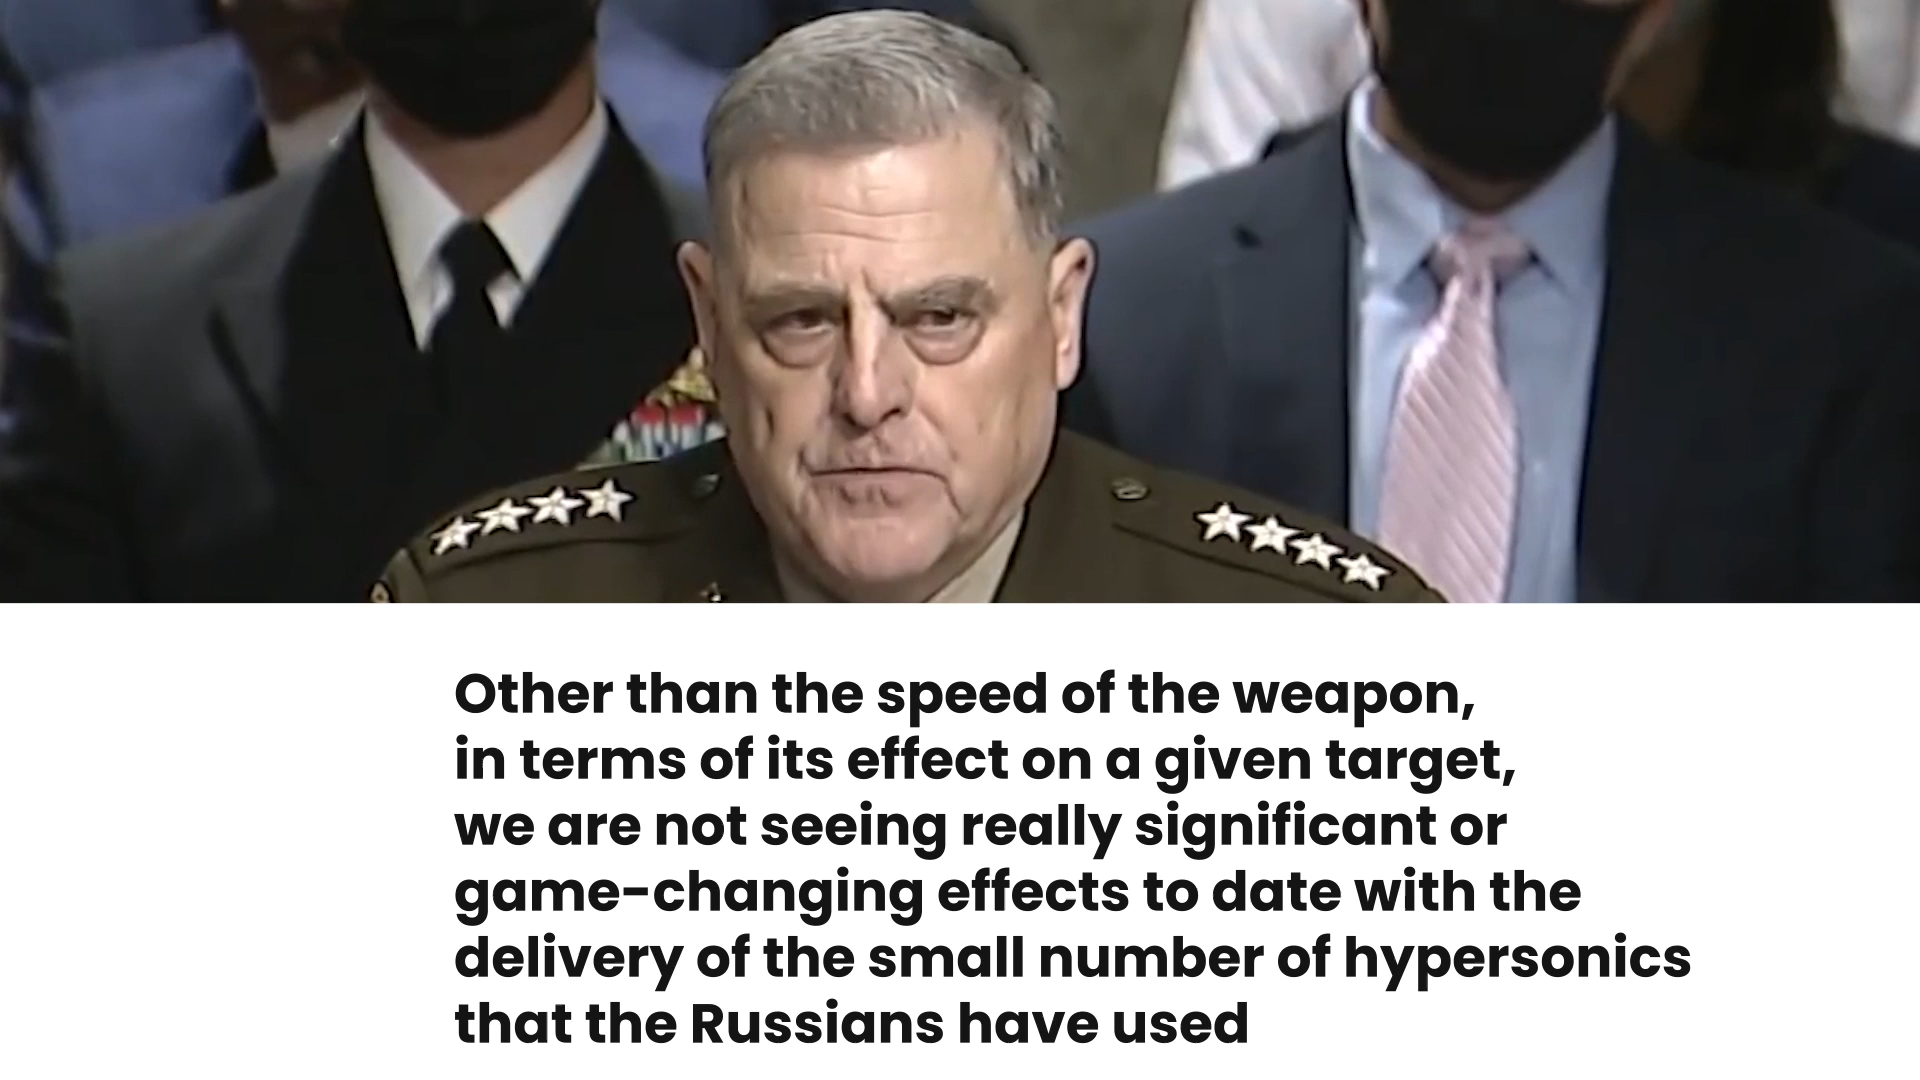 Other than the speed of the weapon,
in terms of its effect on a given target,
we are not seeing really significant or
game-changing effects to date with the
delivery of the small number of hypersonics
that the Russians have used